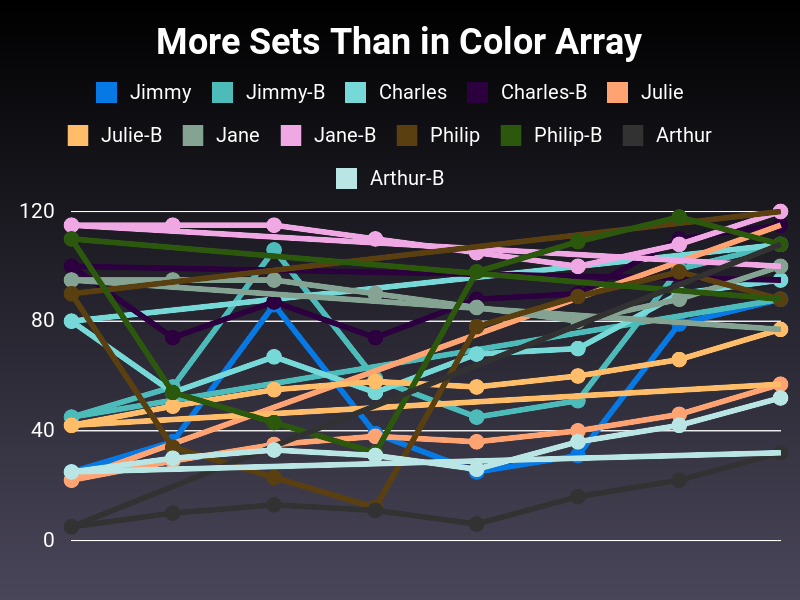 More Sets Than in Color Array
Jimmy Jimmy-B Charles Charles-B Julie
Julie-B Jane Jane-B Philip Philip-B Arthur
Arthur-B
120
80
40
0